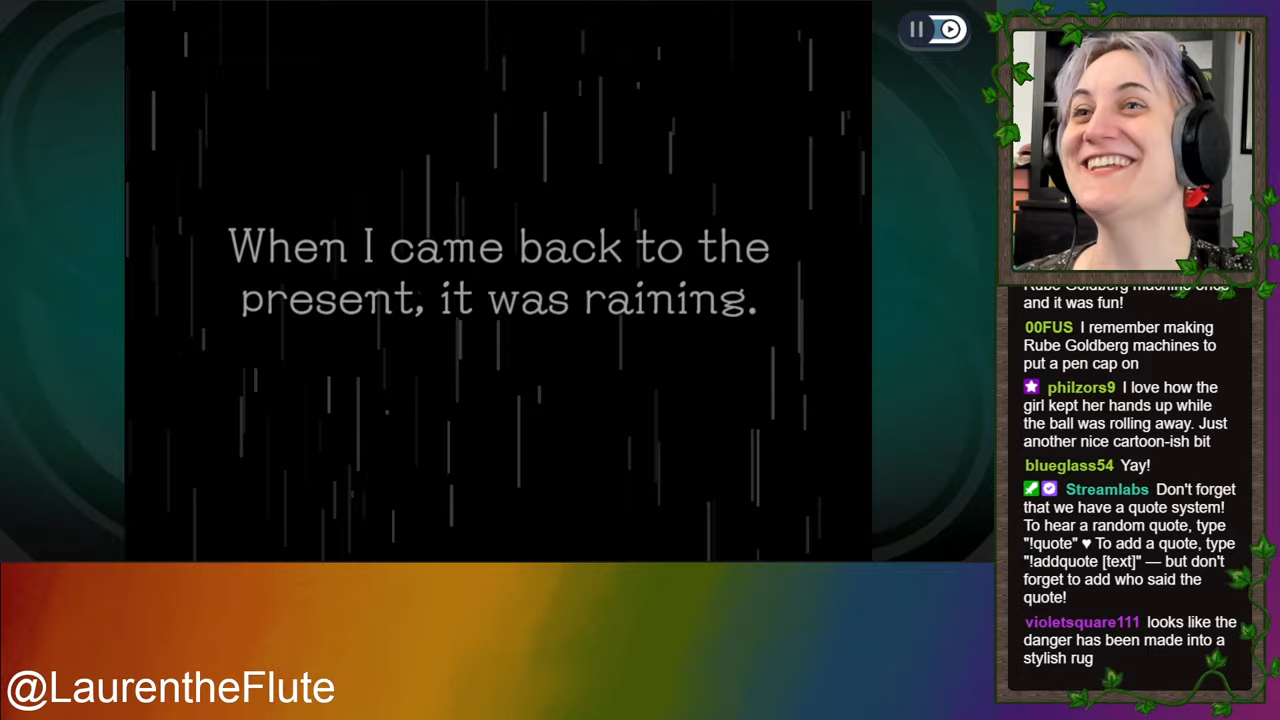 When I came back to the
present, it was raining.
Rube Goldberg machine once
and it was fun!
00FUS I remember making
Rube Goldberg machines to
put a pen cap on
philzors9 I love how the
girl kept her hands up while
the ball was rolling away. Just
another nice cartoon-ish bit
blueglass54 Yay!
Streamlabs Don't forget
that we have a quote system!
To hear a random quote, type
"!quote" ♥ To add a quote, type
"!addquote [text]" — but don't
forget to add who said the
quote!
violetsquare111 looks like the
danger has been made into a
stylish rug
@LaurentheFlute